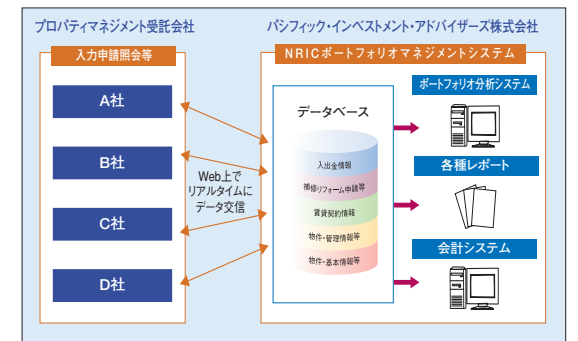 プロパティマネジメント受託会社
パシフィック・インベストメント・アドバイザーズ株式会社
入力申請照会等
A社
B社
C社
D社
Web上で
リアルタイムに
データ交信
NRICポートフォリオマネジメントシステム
データベース
入出金情報
補修リフォーム申請等
賃貸契約情報
物件・管理情報等
物件・基本情報等
ポートフォリオ分析システム
各種レポート
会計システム